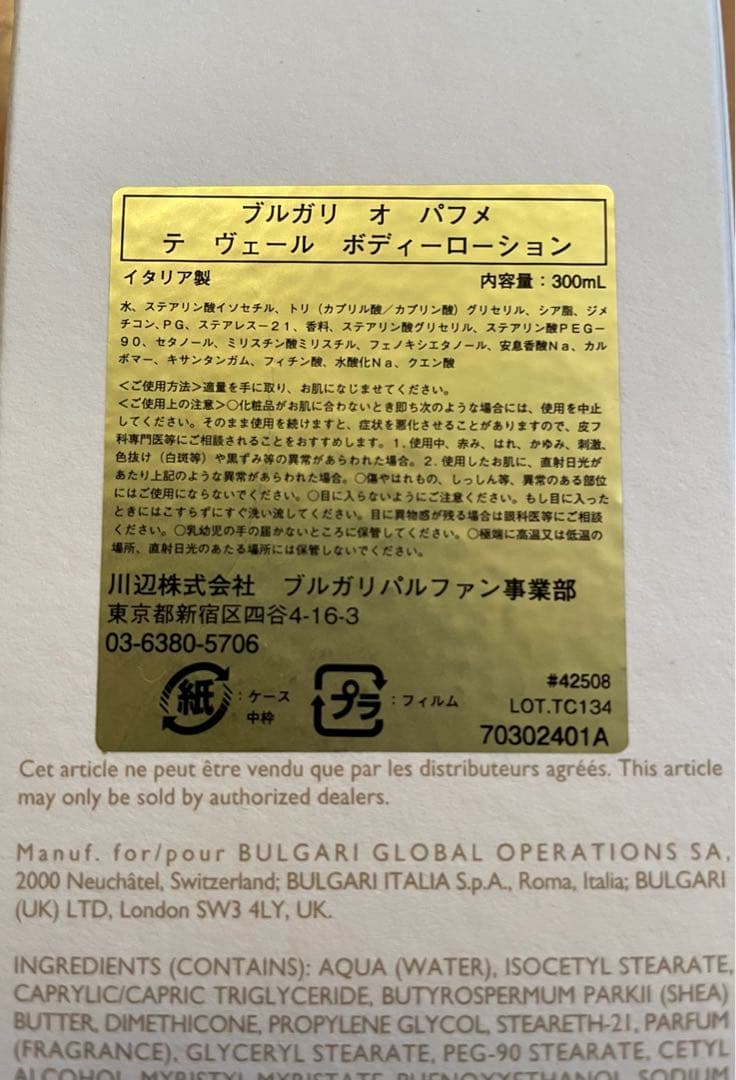 ブルガリ オ パフメ
テ ヴェール ボディーローション
イタリア製 内容量：300mL
水、ステアリン酸イソセチル、トリ（カプリル酸／カプリン酸）グリセリル、シア脂、ジメ
チコン、PG、ステアレス－21、香料、ステアリン酸グリセリル、ステアリン酸PEG－
90、セタノール、ミリスチン酸ミリスチル、フェノキシエタノール、安息香酸Na、カル
ボマー、キサンタンガム、フィチン酸、水酸化Na、クエン酸
＜ご使用方法＞適量を手に取り、お肌になじませてください。
＜ご使用上の注意＞○化粧品がお肌に合わないとき即ち次のような場合には、使用を中止
してください。そのまま使用を続けますと、症状を悪化させることがありますので、皮フ
科専門医等にご相談されることをおすすめします。1．使用中、赤み、はれ、かゆみ、刺激、
色抜け（白斑等）や黒ずみ等の異常があらわれた場合。2．使用したお肌に、直射日光が
あたり上記のような異常があらわれた場合。○傷やはれもの、しっしん等、異常のある部位
にはご使用にならないでください。○目に入らないようにご注意ください。もし目に入った
ときにはこすらずにすぐ洗い流してください。目に異物感が残る場合は眼科医等にご相談
ください。○乳幼児の手の届かないところに保管してください。○極端に高温又は低温の
場所、直射日光のあたる場所には保管しないでください。
川辺株式会社 ブルガリパルファン事業部
東京都新宿区四谷4-16-3
03-6380-5706
紙：ケース
中枠
プラ：フィルム
#42508
LOT.TC134
70302401A
Cet article ne peut être vendu que par les distributeurs agréés. This article
may only be sold by authorized dealers.
Manuf. for/pour BULGARI GLOBAL OPERATIONS SA,
2000 Neuchâtel, Switzerland; BULGARI ITALIA S.p.A., Roma, Italia; BULGARI
(UK) LTD, London SW3 4LY, UK.
INGREDIENTS (CONTAINS): AQUA (WATER), ISOCETYL STEARATE,
CAPRYLIC/CAPRIC TRIGLYCERIDE, BUTYROSPERMUM PARKII (SHEA)
BUTTER, DIMETHICONE, PROPYLENE GLYCOL, STEARETH-21, PARFUM
(FRAGRANCE), GLYCERYL STEARATE, PEG-90 STEARATE, CETYL
ALCOHOL, MYRISTYL MYRISTATE, PHENOXYETHANOL, SODIUM